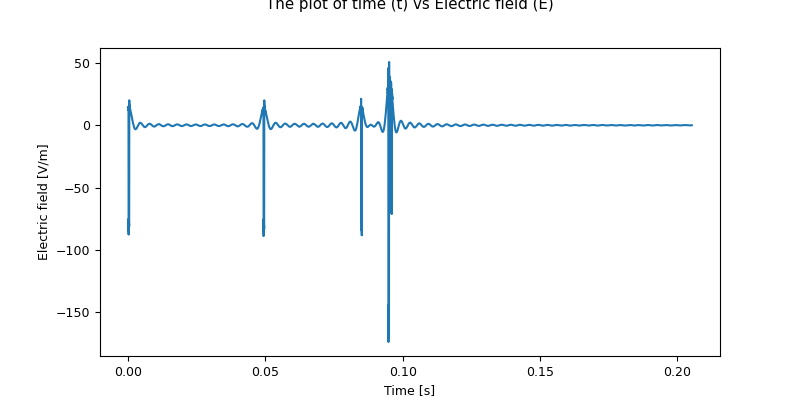 The plot of time (t) vs Electric field (E)
50
0
−50
−100
−150
Electric field [V/m]
0.00 0.05 0.10 0.15 0.20
Time [s]